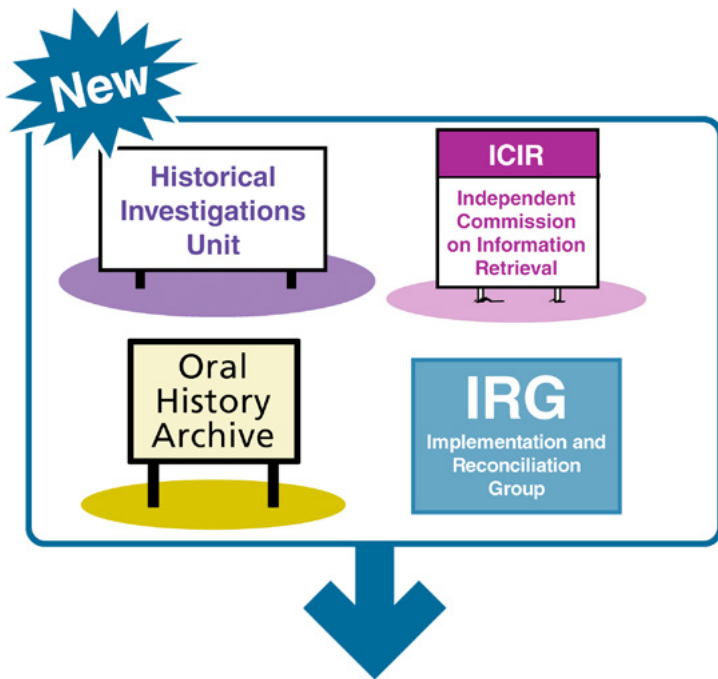 New
Historical
Investigations
Unit
ICIR
Independent
Commission
on Information
Retrieval
Oral
History
Archive
IRG
Implementation and
Reconciliation
Group